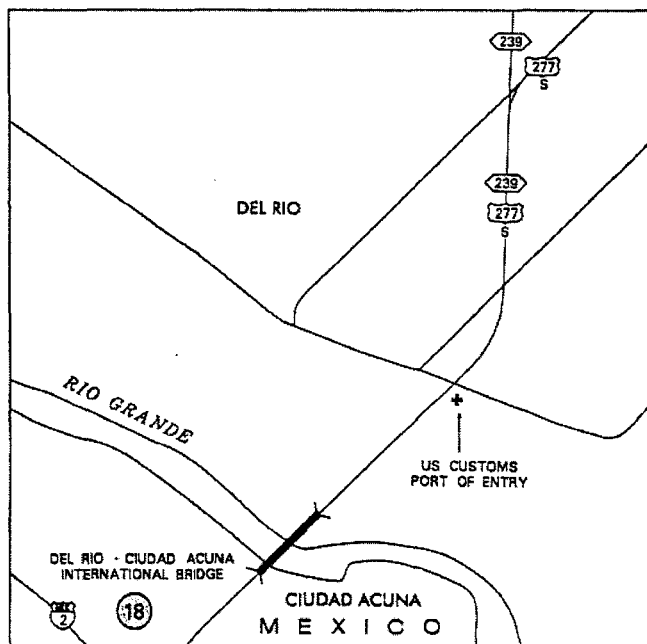 239
277
S
239
277
S
DEL RIO
RIO GRANDE
US CUSTOMS
PORT OF ENTRY
DEL RIO - CIUDAD ACUNA
INTERNATIONAL BRIDGE
2
18
CIUDAD ACUNA
MEXICO